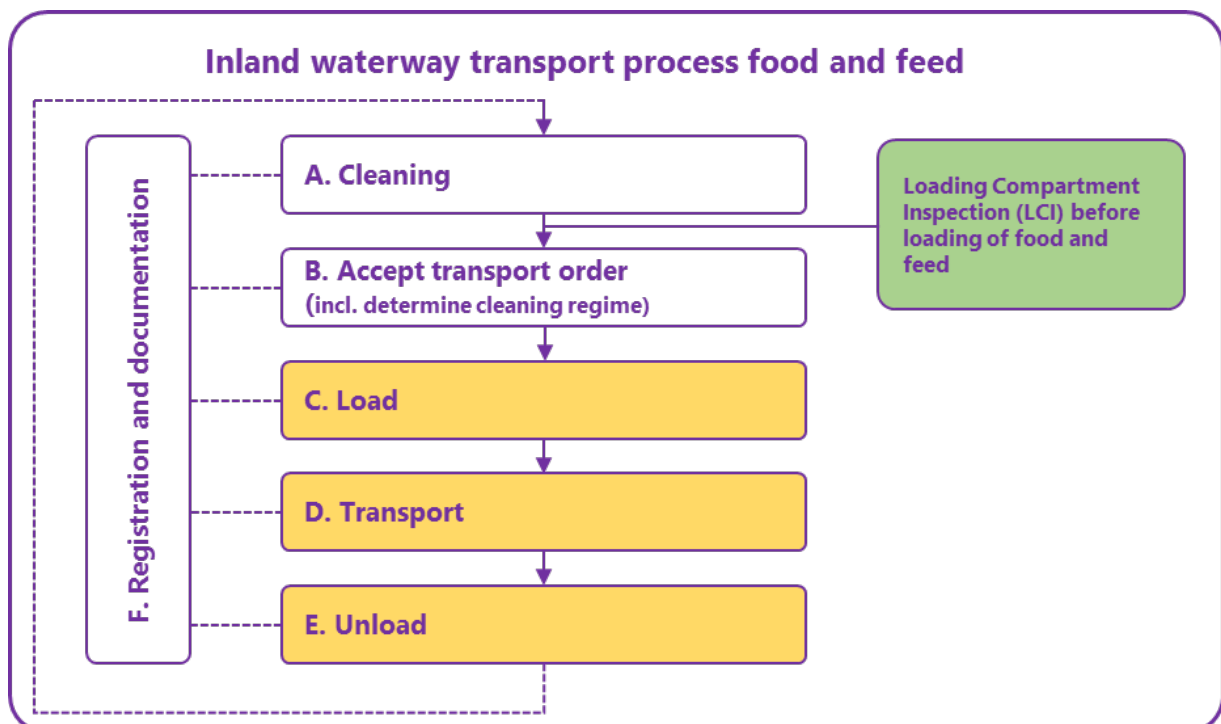 Inland waterway transport process food and feed
F. Registration and documentation
A. Cleaning
Loading Compartment
Inspection (LCI) before
loading of food and
feed
B. Accept transport order
(incl. determine cleaning regime)
C. Load
D. Transport
E. Unload